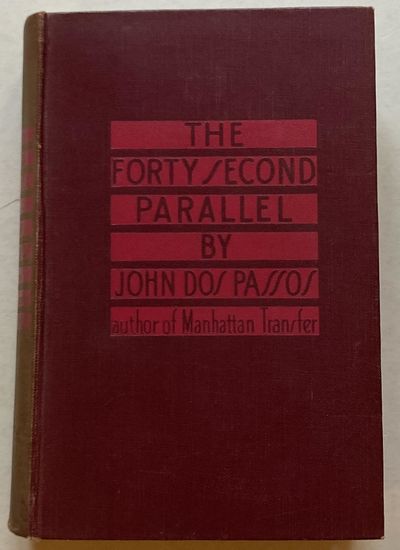 THE
FORTY SECOND
PARALLEL
BY
JOHN DOS PASSOS
author of Manhattan Transfer